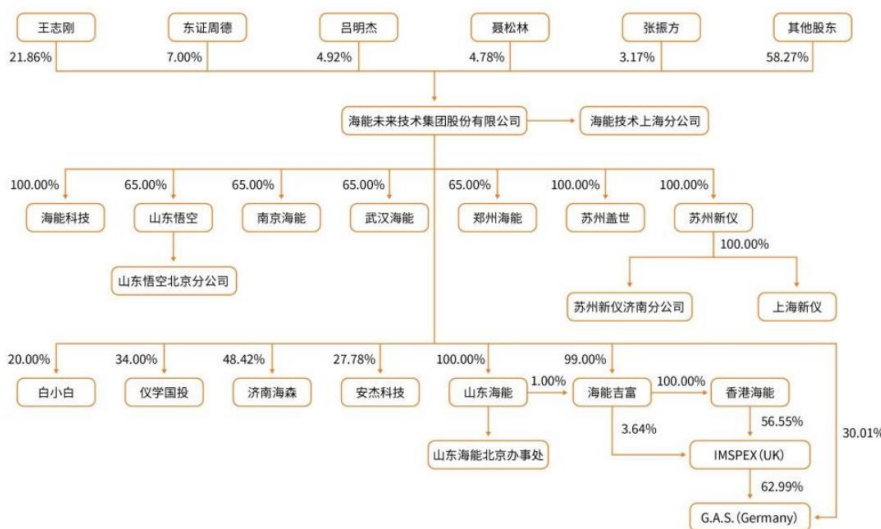 王志刚
东证周德
吕明杰
聂松林
张振方
其他股东
21.86%
7.00%
4.92%
4.78%
3.17%
58.27%
海能未来技术集团股份有限公司
海能技术上海分公司
100.00%
65.00%
65.00%
65.00%
65.00%
100.00%
100.00%
海能科技
山东悟空
南京海能
武汉海能
郑州海能
苏州盖世
苏州新仪
100.00%
山东悟空北京分公司
苏州新仪济南分公司
上海新仪
20.00%
34.00%
48.42%
27.78%
100.00%
99.00%
白小白
仪学国投
济南海森
安杰科技
山东海能
1.00%
海能吉富
100.00%
香港海能
3.64%
56.55%
30.01%
山东海能北京办事处
IMSPEX(UK)
62.99%
G.A.S.(Germany)